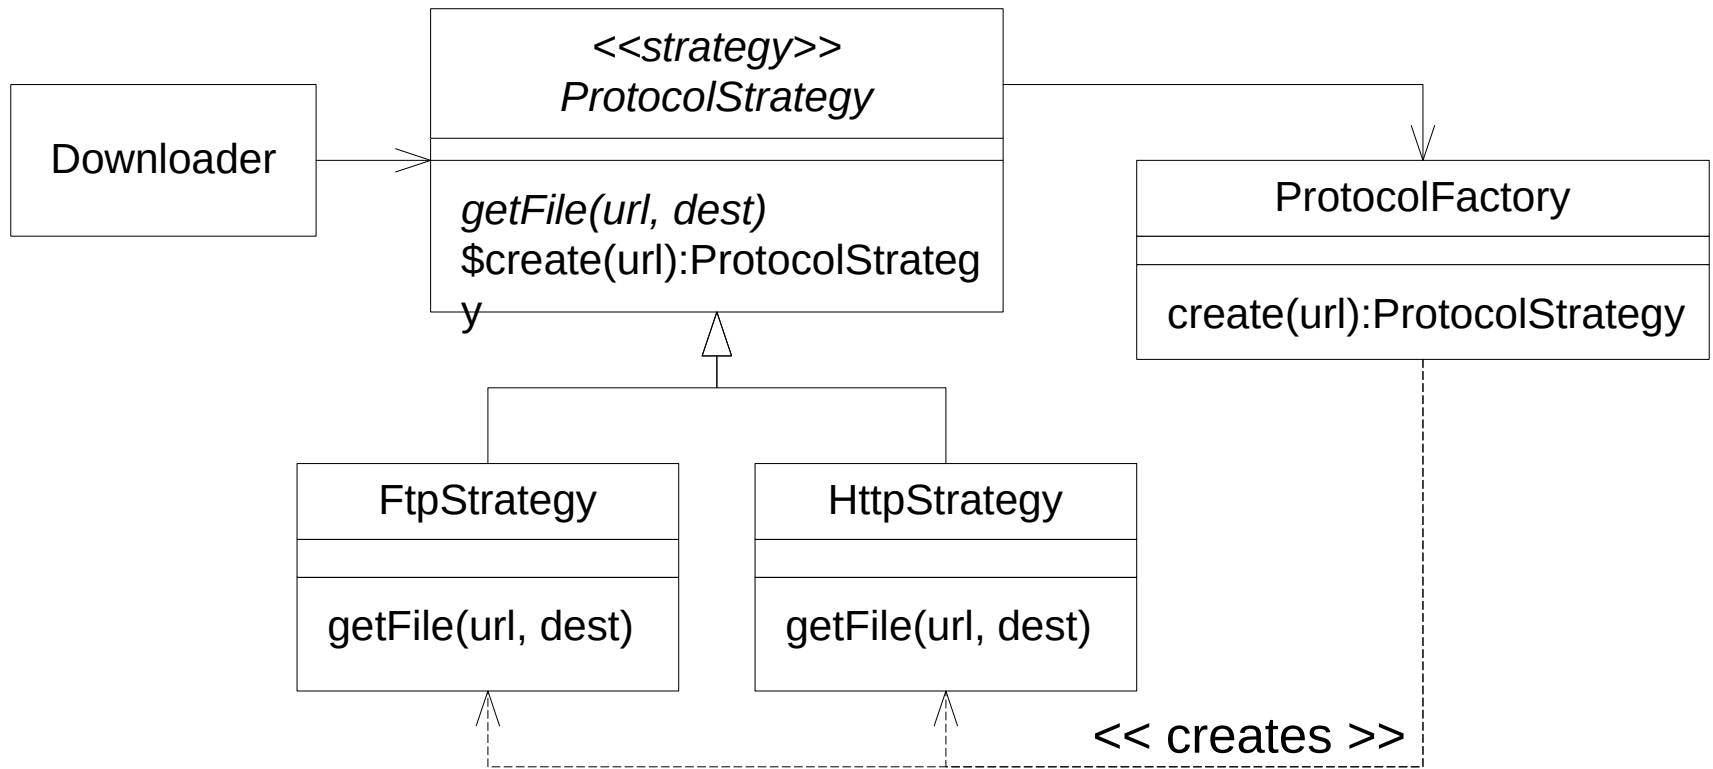 <<strategy>>
ProtocolStrategy
Downloader
getFile(url, dest)
$create(url):ProtocolStrateg
y
ProtocolFactory
create(url):ProtocolStrategy
FtpStrategy
getFile(url, dest)
HttpStrategy
getFile(url, dest)
<< creates >>